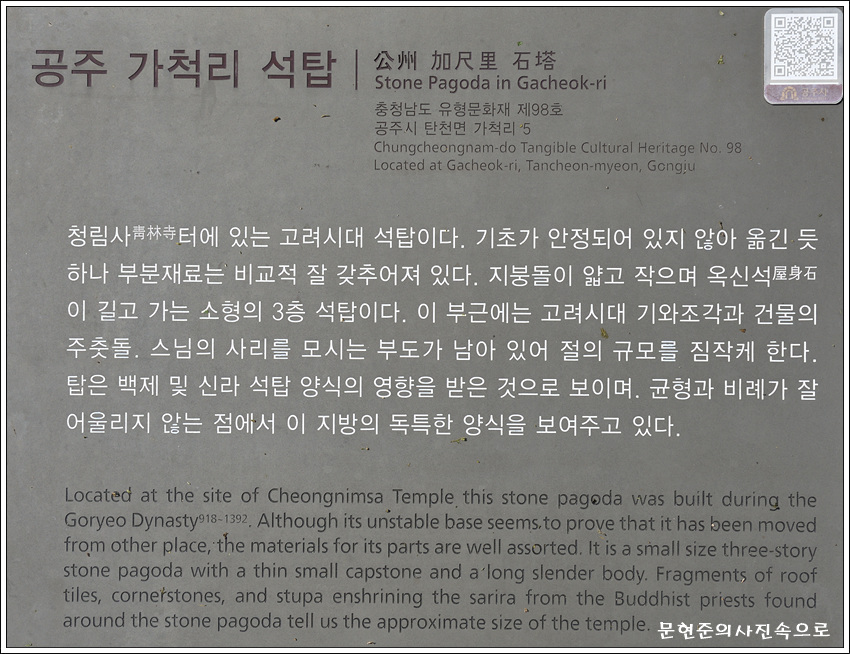 공주 가척리 석탑
公州 加尺里 石塔
Stone Pagoda in Gacheok-ri
충청남도 유형문화재 제98호
공주시 탄천면 가척리 5
Chungcheongnam-do Tangible Cultural Heritage No. 98
Located at Gacheok-ri, Tancheon-myeon, Gongju
청림사靑林寺터에 있는 고려시대 석탑이다. 기초가 안정되어 있지 않아 옮긴 듯
하나 부분재료는 비교적 잘 갖추어져 있다. 지붕돌이 얇고 작으며 옥신석屋身石
이 길고 가는 소형의 3층 석탑이다. 이 부근에는 고려시대 기와조각과 건물의
주춧돌. 스님의 사리를 모시는 부도가 남아 있어 절의 규모를 짐작케 한다.
탑은 백제 및 신라 석탑 양식의 영향을 받은 것으로 보이며. 균형과 비례가 잘
어울리지 않는 점에서 이 지방의 독특한 양식을 보여주고 있다.
Located at the site of Cheongnimsa Temple this stone pagoda was built during the
Goryeo Dynasty918~1392. Although its unstable base seems to prove that it has been moved
from other place, the materials for its parts are well assorted. It is a small size three-story
stone pagoda with a thin small capstone and a long slender body. Fragments of roof
tiles, cornerstones, and stupa enshrining the sarira from the Buddhist priests found
around the stone pagoda tell us the approximate size of the temple.
문현준의사진속으로